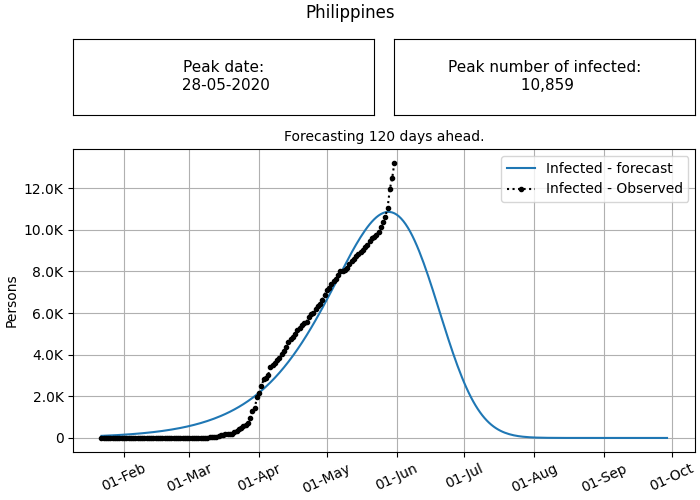 Philippines
Peak date:
28-05-2020
Peak number of infected:
10,859
Forecasting 120 days ahead.
Infected - forecast
Infected - Observed
Persons
12.0K
10.0K
8.0K
6.0K
4.0K
2.0K
0
01-Feb
01-Mar
01-Apr
01-May
01-Jun
01-Jul
01-Aug
01-Sep
01-Oct